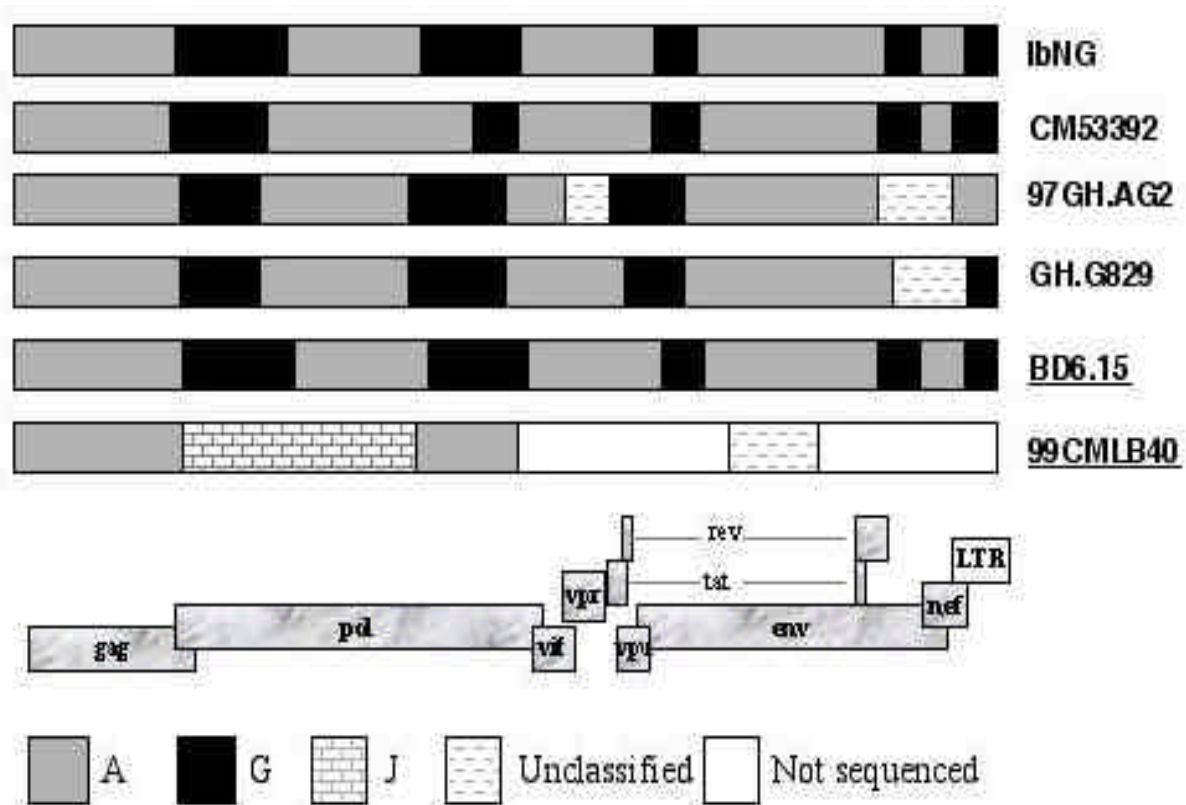 IbNG
CM53392
97GH.AG2
GH.G829
BD6.15
99CMLB40
rev
LTR
vpr
tat
nef
pol
env
gag
vif
vpu
A G J Unclassified Not sequenced